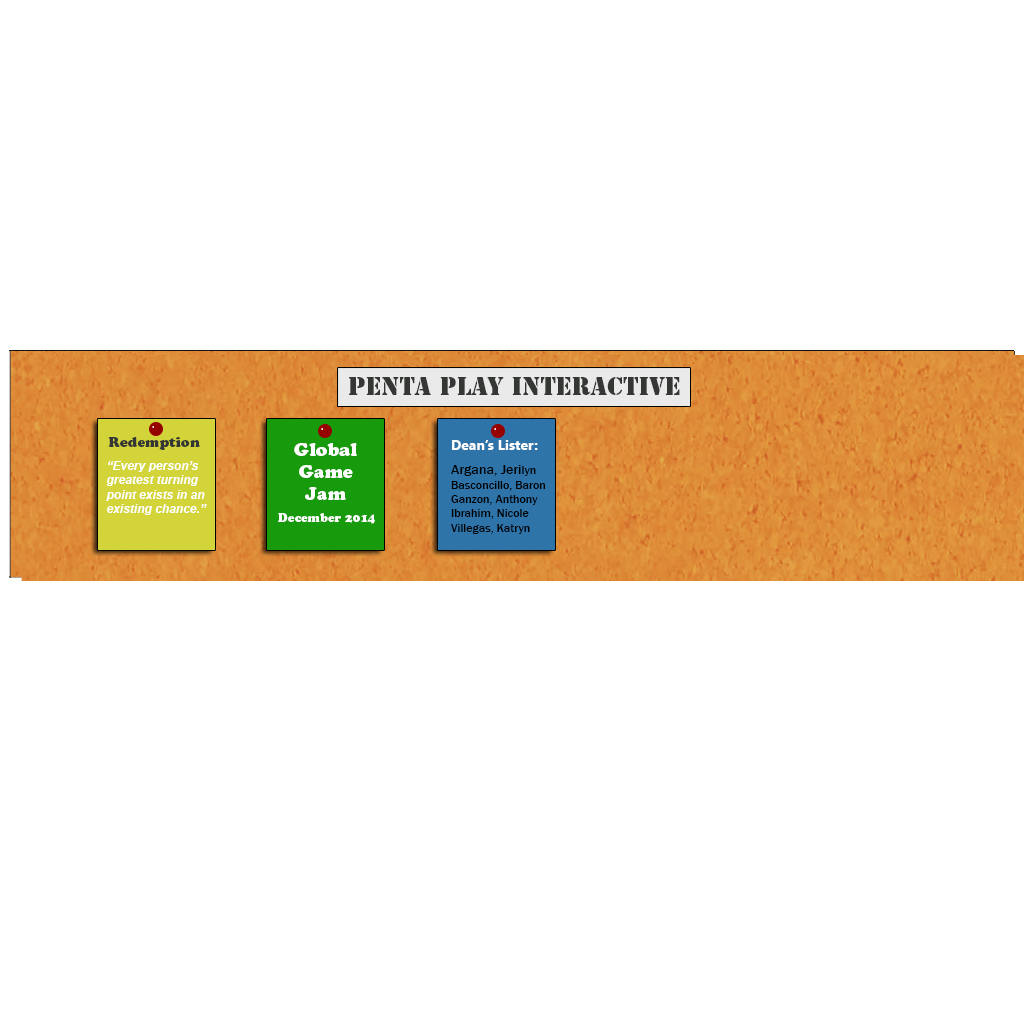 PENTA PLAY INTERACTIVE
Redemption
“Every person’s
greatest turning
point exists in an
existing chance.”
Global
Game
Jam
December 2014
Dean’s Lister:
Argana, Jerilyn
Basconcillo, Baron
Ganzon, Anthony
Ibrahim, Nicole
Villegas, Katryn